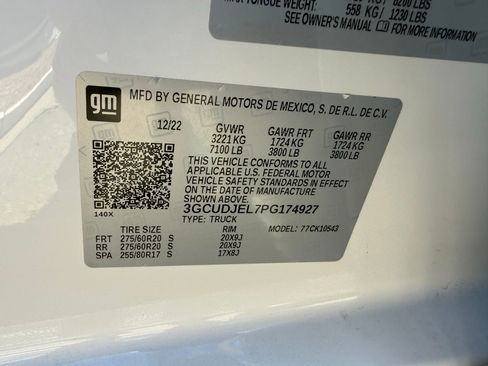 KG / 8200 LBS
MAX TONGUE WEIGHT
558 KG / 1230 LBS
SEE OWNER'S MANUAL FOR MORE INFORMATION
gm
MFD BY GENERAL MOTORS DE MEXICO, S. DE R.L. DE C.V.
12/22 GVWR GAWR FRT GAWR RR
3221 KG 1724 KG 1724 KG
7100 LB 3800 LB 3800 LB
THIS VEHICLE CONFORMS TO ALL
APPLICABLE U.S. FEDERAL MOTOR
VEHICLE SAFETY STANDARDS IN EFFECT
ON THE DATE OF MANUFACTURE
SHOWN ABOVE.
3GCUDJEL7PG174927
140X TYPE: TRUCK
TIRE SIZE RIM MODEL: 77CK10543
FRT 275/60R20 S 20X9J
RR 275/60R20 S 20X9J
SPA 255/80R17 S 17X8J